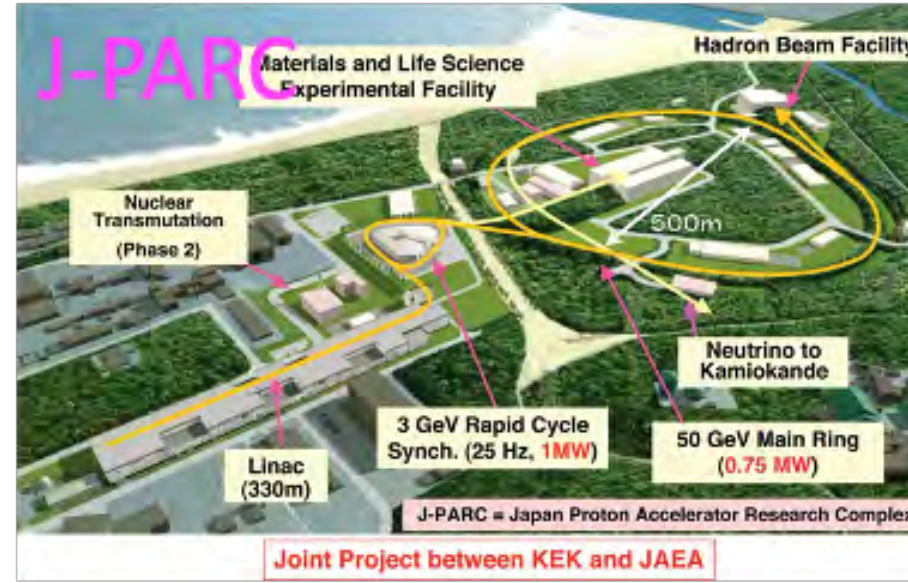 J-PARC
Materials and Life Science
Experimental Facility
Hadron Beam Facility
Nuclear
Transmutation
(Phase 2)
500m
Neutrino to
Kamiokande
3 GeV Rapid Cycle
Synch. (25 Hz, 1MW)
50 GeV Main Ring
(0.75 MW)
Linac
(330m)
J-PARC = Japan Proton Accelerator Research Complex
Joint Project between KEK and JAEA